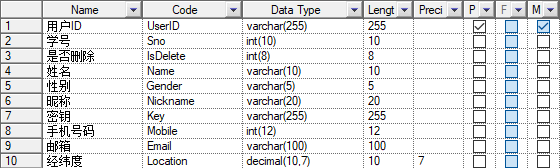 Name Code Data Type Lengt Preci P F M
1 用户ID UserID varchar(255) 255
2 学号 Sno int(10) 10
3 是否删除 IsDelete int(8) 8
4 姓名 Name varchar(10) 10
5 性别 Gender varchar(5) 5
6 昵称 Nickname varchar(20) 20
7 密钥 Key varchar(255) 255
8 手机号码 Mobile int(12) 12
9 邮箱 Email varchar(100) 100
10 经纬度 Location decimal(10,7) 10 7